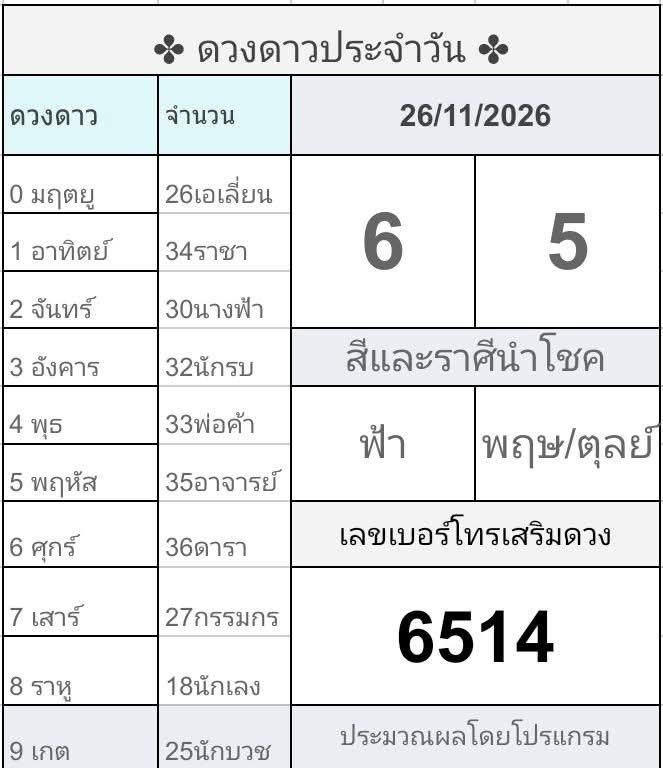 ✤ ดวงดาวประจำวัน ✤
ดวงดาว จำนวน 26/11/2026
0 มฤตยู 26เอเลี่ยน
1 อาทิตย์ 34ราชา
2 จันทร์ 30นางฟ้า
6 5
3 อังคาร 32นักรบ
สีและราศีนำโชค
4 พุธ 33พ่อค้า
5 พฤหัส 35อาจารย์
ฟ้า พฤษ/ตุลย์
6 ศุกร์ 36ดารา
เลขเบอร์โทรเสริมดวง
7 เสาร์ 27กรรมกร
8 ราหู 18นักเลง
6514
9 เกต 25นักบวช
ประมวณผลโดยโปรแกรม